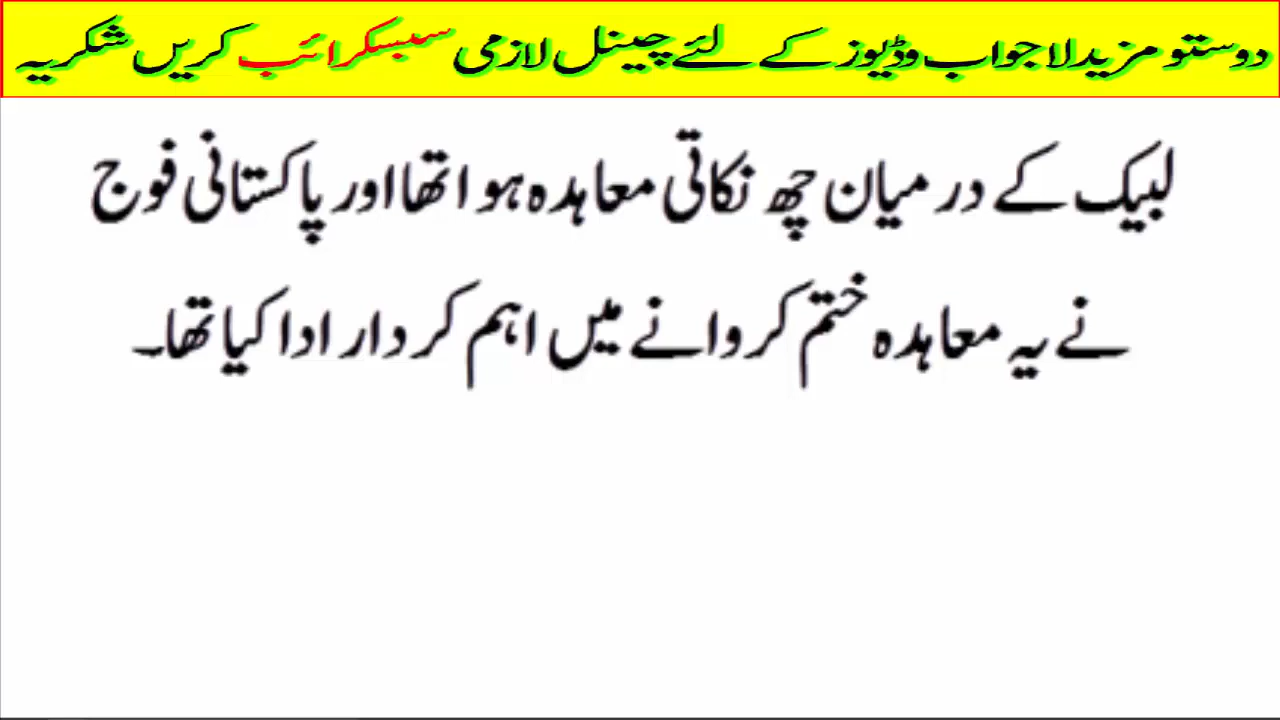 دوستو مزید لاجواب وڈیوز کے لئے چینل لازمی سبسکرائب کریں شکریہ
لبیک کے درمیان چھ نکاتی معاہدہ ہوا تھا اور پاکستانی فوج
نے یہ معاہدہ ختم کروانے میں اہم کردار ادا کیا تھا۔